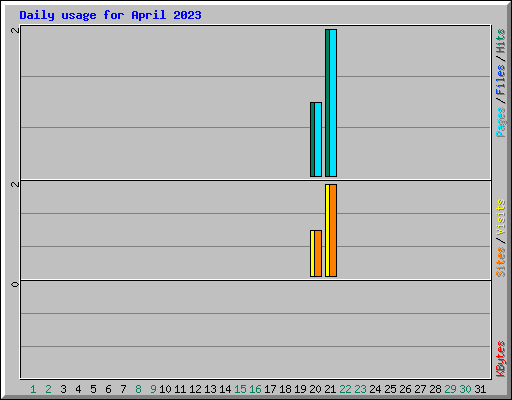 Daily usage for April 2023
2
2
0
Pages / Files / Hits
Sites / Visits
KBytes
1 2 3 4 5 6 7 8 9 10 11 12 13 14 15 16 17 18 19 20 21 22 23 24 25 26 27 28 29 30 31